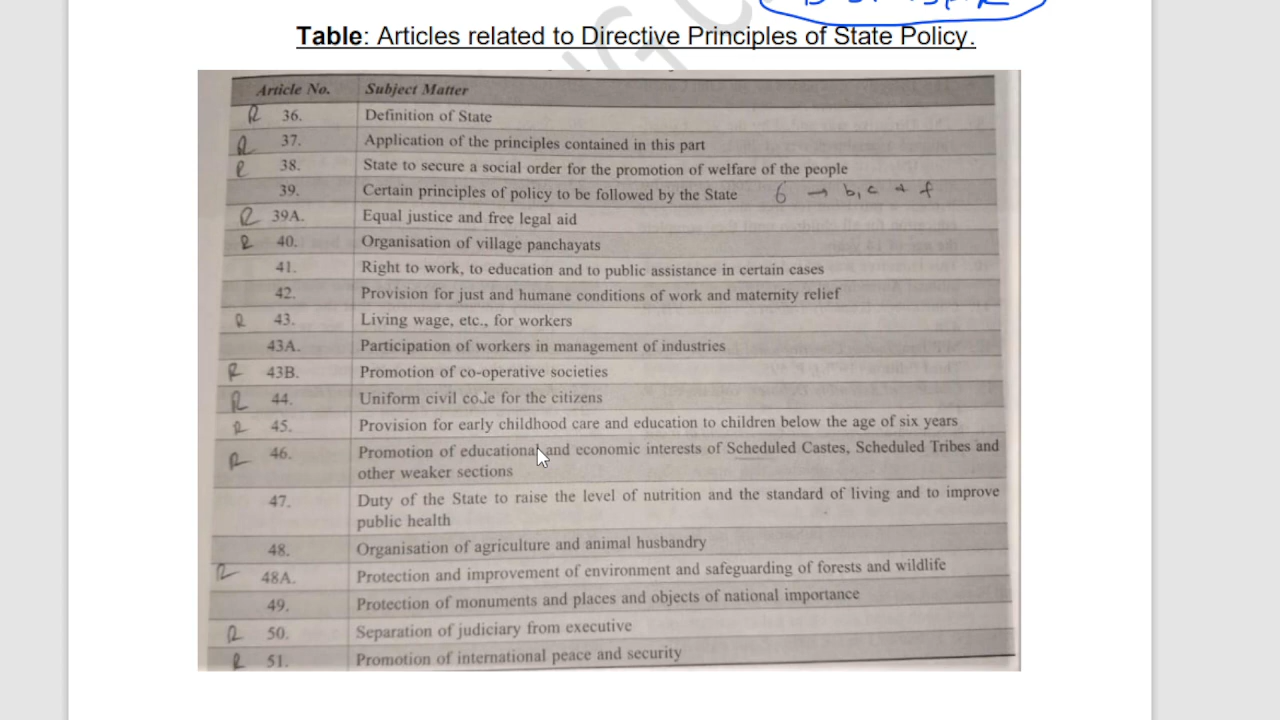 Table: Articles related to Directive Principles of State Policy.
Article No. Subject Matter
R 36. Definition of State
R 37. Application of the principles contained in this part
R 38. State to secure a social order for the promotion of welfare of the people
39. Certain principles of policy to be followed by the State 6 → b, c + f
R 39A. Equal justice and free legal aid
R 40. Organisation of village panchayats
41. Right to work, to education and to public assistance in certain cases
42. Provision for just and humane conditions of work and maternity relief
R 43. Living wage, etc., for workers
43A. Participation of workers in management of industries
R 43B. Promotion of co-operative societies
R 44. Uniform civil code for the citizens
R 45. Provision for early childhood care and education to children below the age of six years
R 46. Promotion of educational and economic interests of Scheduled Castes, Scheduled Tribes and
other weaker sections
47. Duty of the State to raise the level of nutrition and the standard of living and to improve
public health
48. Organisation of agriculture and animal husbandry
R 48A. Protection and improvement of environment and safeguarding of forests and wildlife
49. Protection of monuments and places and objects of national importance
R 50. Separation of judiciary from executive
R 51. Promotion of international peace and security